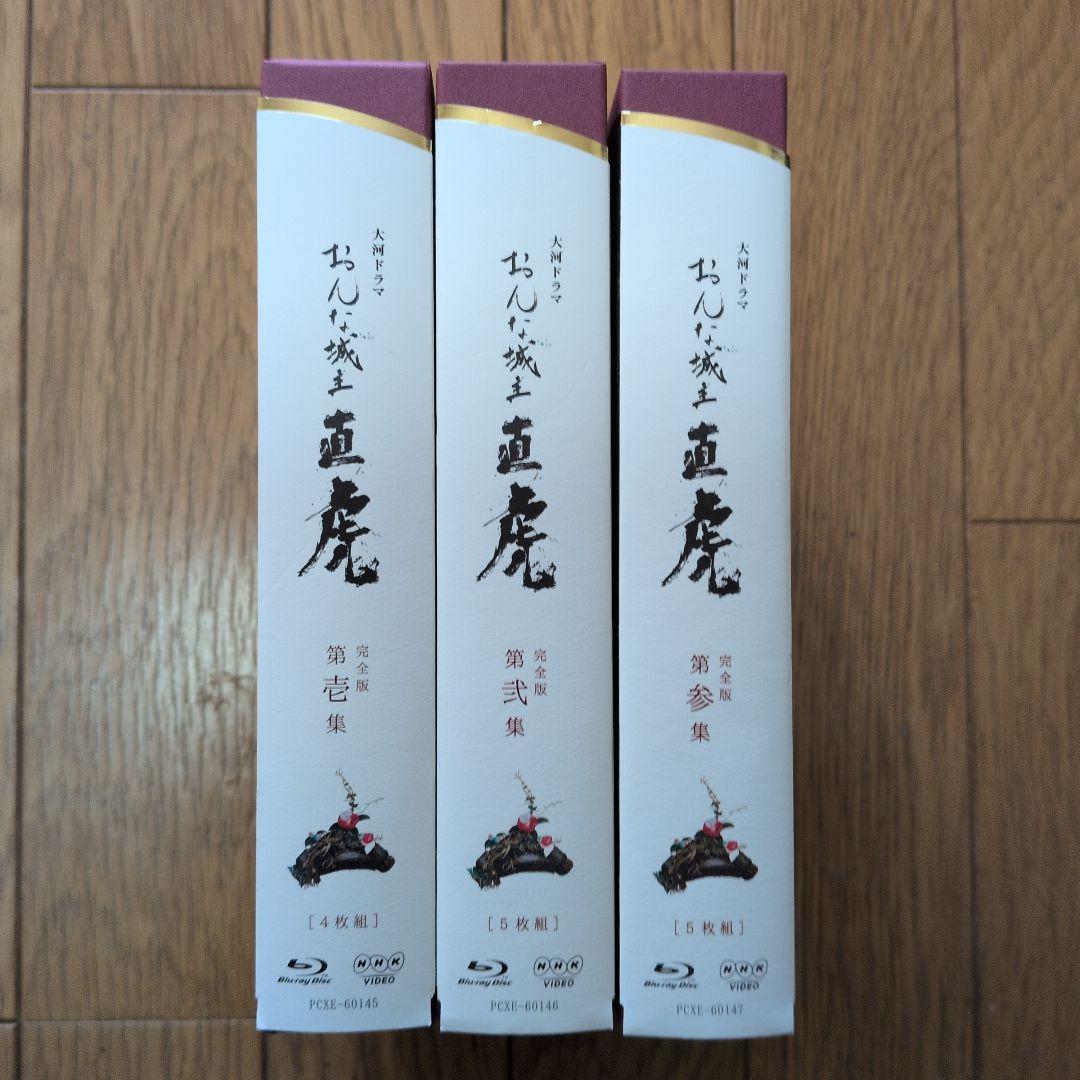 大河ドラマ
おんな城主
直虎
完全版
第壱集
[4枚組]
Blu-ray Disc
NHK
VIDEO
PCXE-60145
大河ドラマ
おんな城主
直虎
完全版
第弐集
[5枚組]
Blu-ray Disc
NHK
VIDEO
PCXE-60146
大河ドラマ
おんな城主
直虎
完全版
第参集
[5枚組]
Blu-ray Disc
NHK
VIDEO
PCXE-60147